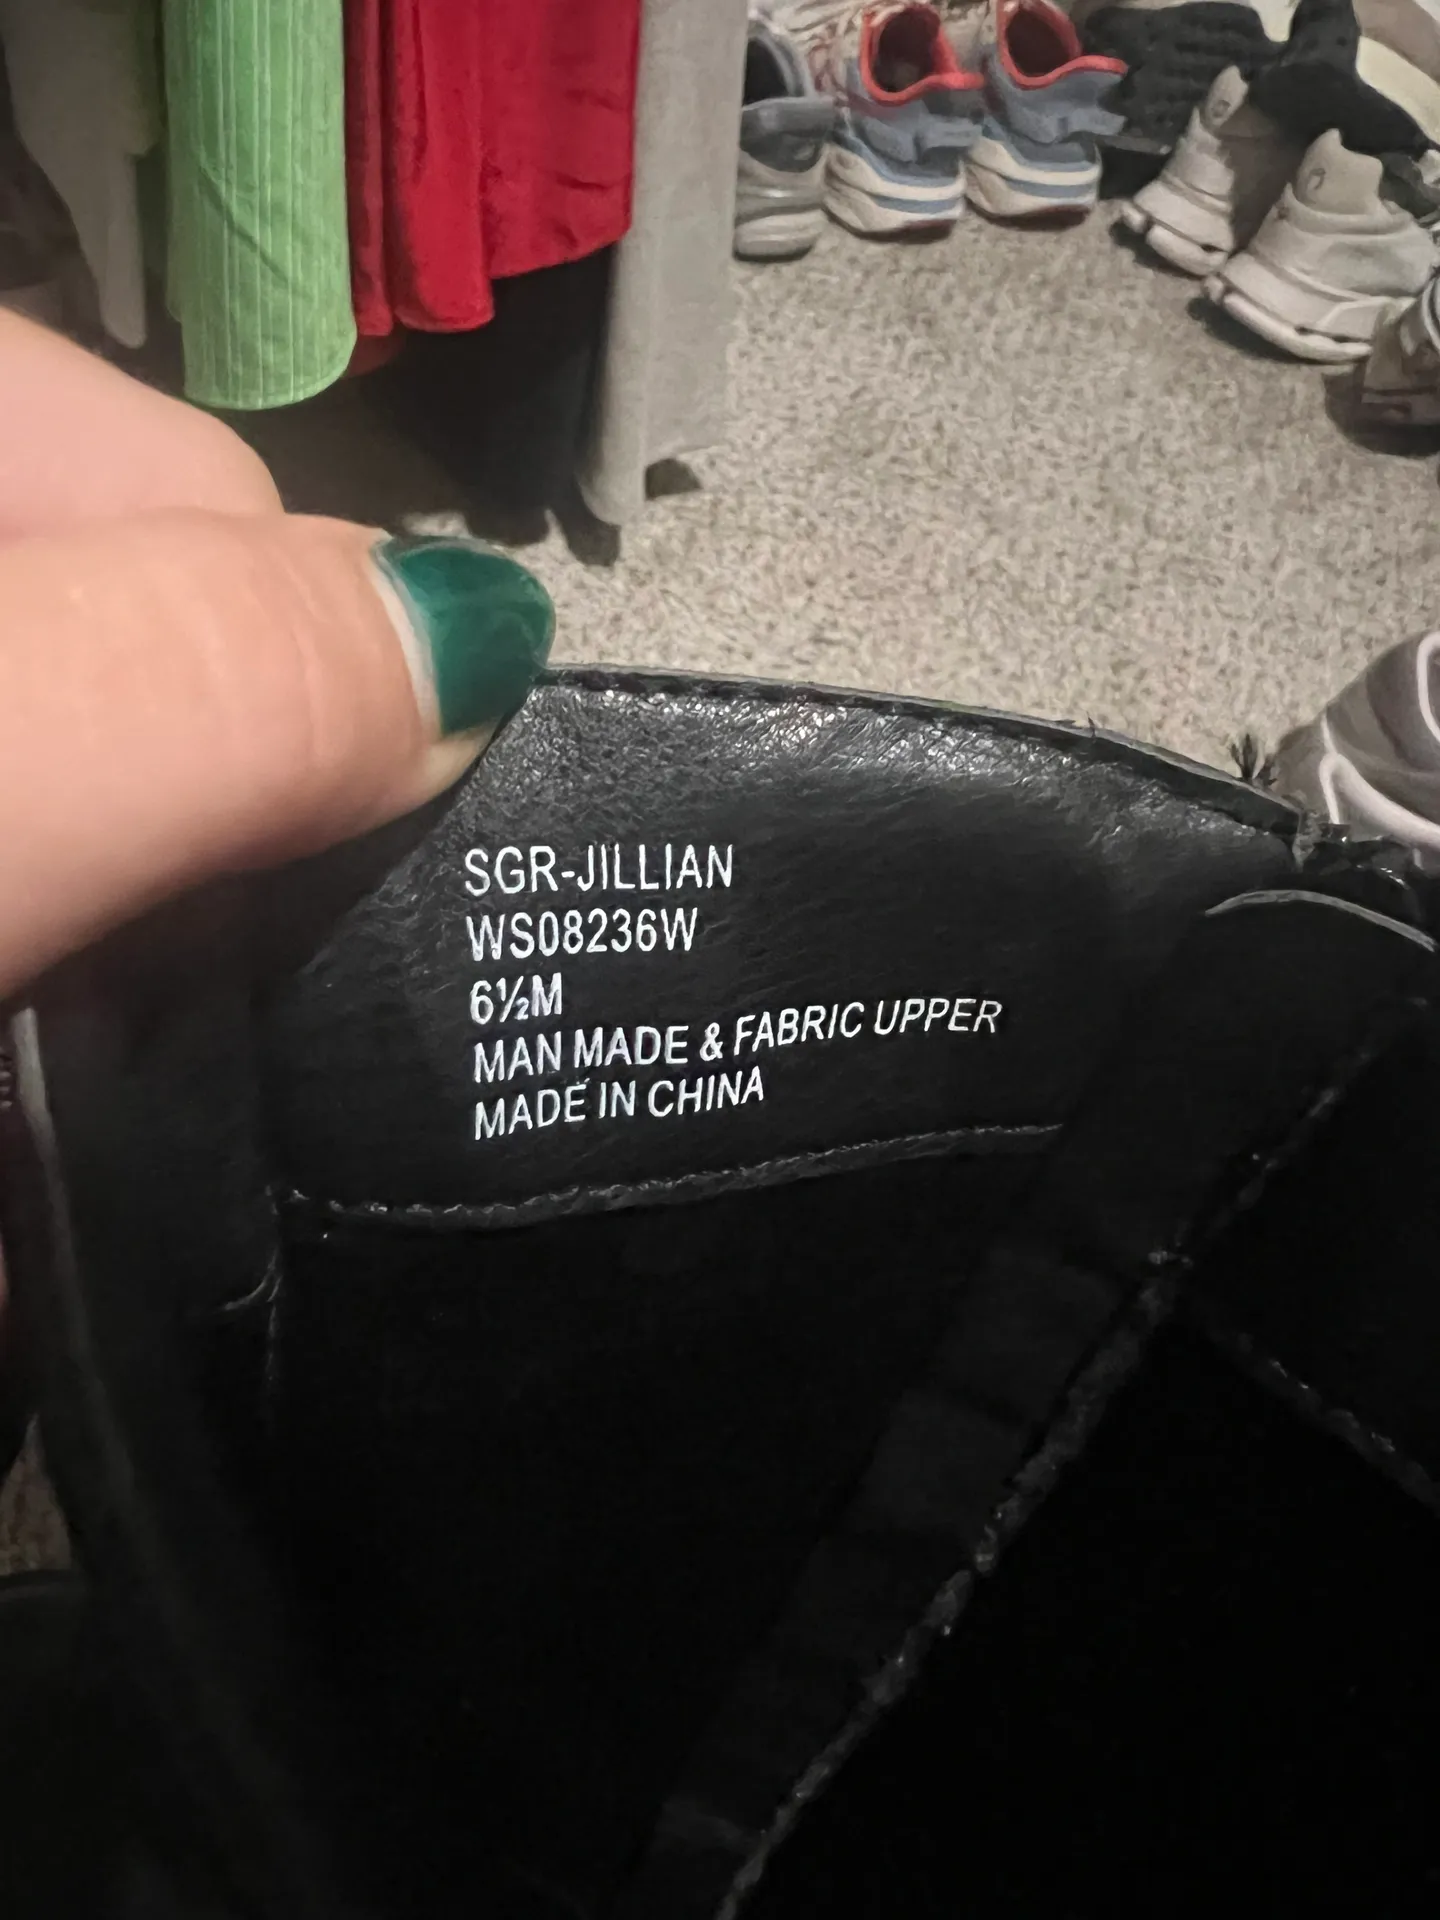 SGR-JILLIAN
WS08236W
6½M
MAN MADE & FABRIC UPPER
MADE IN CHINA